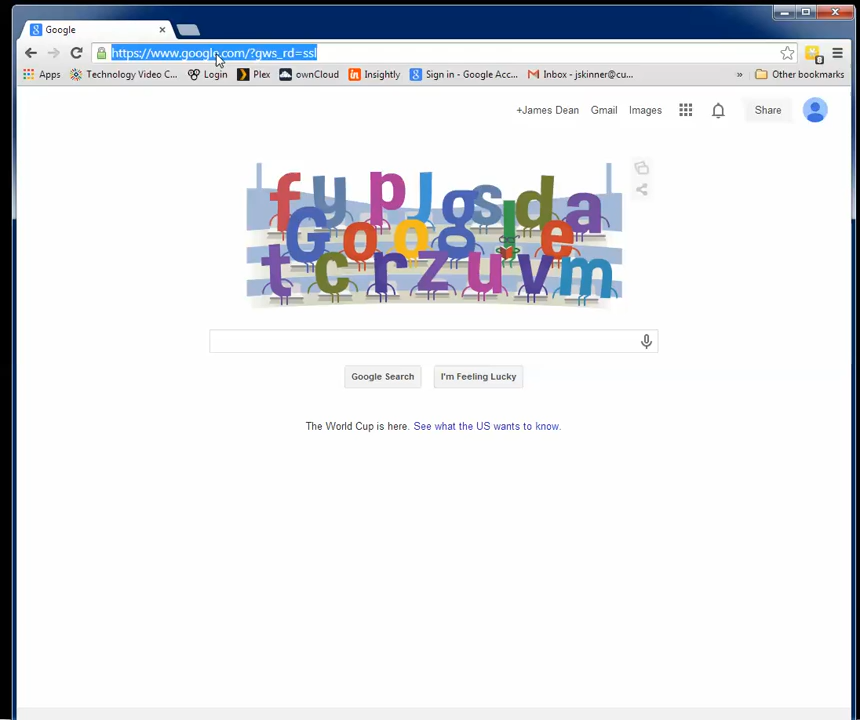 Google
https://www.google.com/?gws_rd=ssl
Apps Technology Video C... Login Plex ownCloud Insightly Sign in - Google Acc... Inbox - jskinner@cu... » Other bookmarks
+James Dean Gmail Images Share
f y p j g s l d a
G o o e
t c r z u v m
Google Search I'm Feeling Lucky
The World Cup is here. See what the US wants to know.